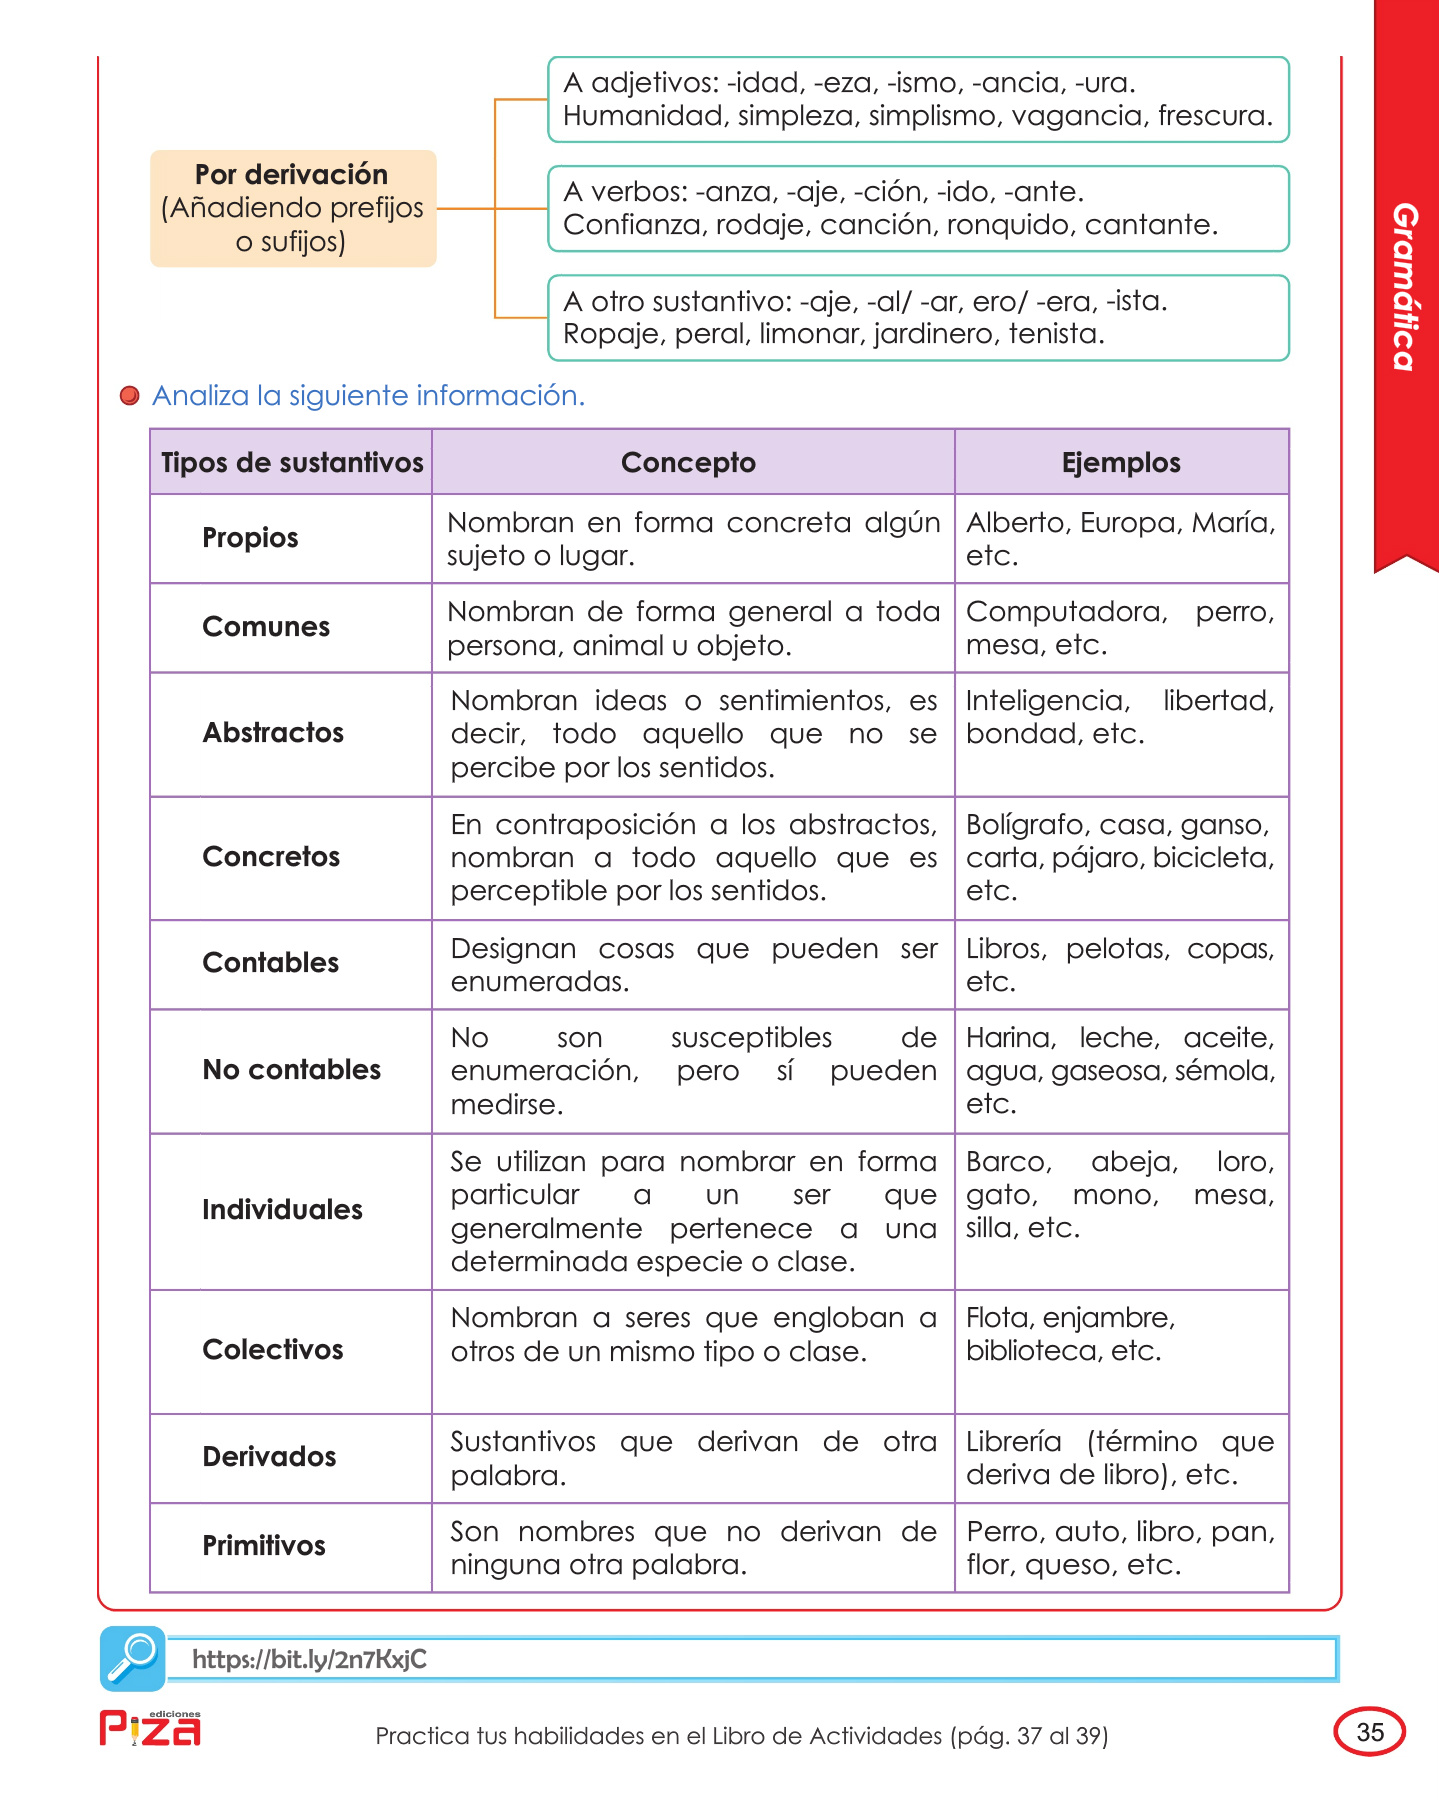 A adjetivos: -idad, -eza, -ismo, -ancia, -ura.
Humanidad, simpleza, simplismo, vagancia, frescura.
Por derivación
(Añadiendo prefijos
o sufijos)
A verbos: -anza, -aje, -ción, -ido, -ante.
Confianza, rodaje, canción, ronquido, cantante.
A otro sustantivo: -aje, -al/ -ar, ero/ -era, -ista.
Ropaje, peral, limonar, jardinero, tenista.
Gramática
Analiza la siguiente información.
Tipos de sustantivos
Concepto
Ejemplos
Propios
Nombran en forma concreta algún
sujeto o lugar.
Alberto, Europa, María,
etc.
Comunes
Nombran de forma general a toda
persona, animal u objeto.
Computadora, perro,
mesa, etc.
Abstractos
Nombran ideas o sentimientos, es
decir, todo aquello que no se
percibe por los sentidos.
Inteligencia, libertad,
bondad, etc.
Concretos
En contraposición a los abstractos,
nombran a todo aquello que es
perceptible por los sentidos.
Bolígrafo, casa, ganso,
carta, pájaro, bicicleta,
etc.
Contables
Designan cosas que pueden ser
enumeradas.
Libros, pelotas, copas,
etc.
No contables
No son susceptibles de
enumeración, pero sí pueden
medirse.
Harina, leche, aceite,
agua, gaseosa, sémola,
etc.
Individuales
Se utilizan para nombrar en forma
particular a un ser que
generalmente pertenece a una
determinada especie o clase.
Barco, abeja, loro,
gato, mono, mesa,
silla, etc.
Colectivos
Nombran a seres que engloban a
otros de un mismo tipo o clase.
Flota, enjambre,
biblioteca, etc.
Derivados
Sustantivos que derivan de otra
palabra.
Librería (término que
deriva de libro), etc.
Primitivos
Son nombres que no derivan de
ninguna otra palabra.
Perro, auto, libro, pan,
flor, queso, etc.
https://bit.ly/2n7KxjC
ediciones
Piza
Practica tus habilidades en el Libro de Actividades (pág. 37 al 39)
35